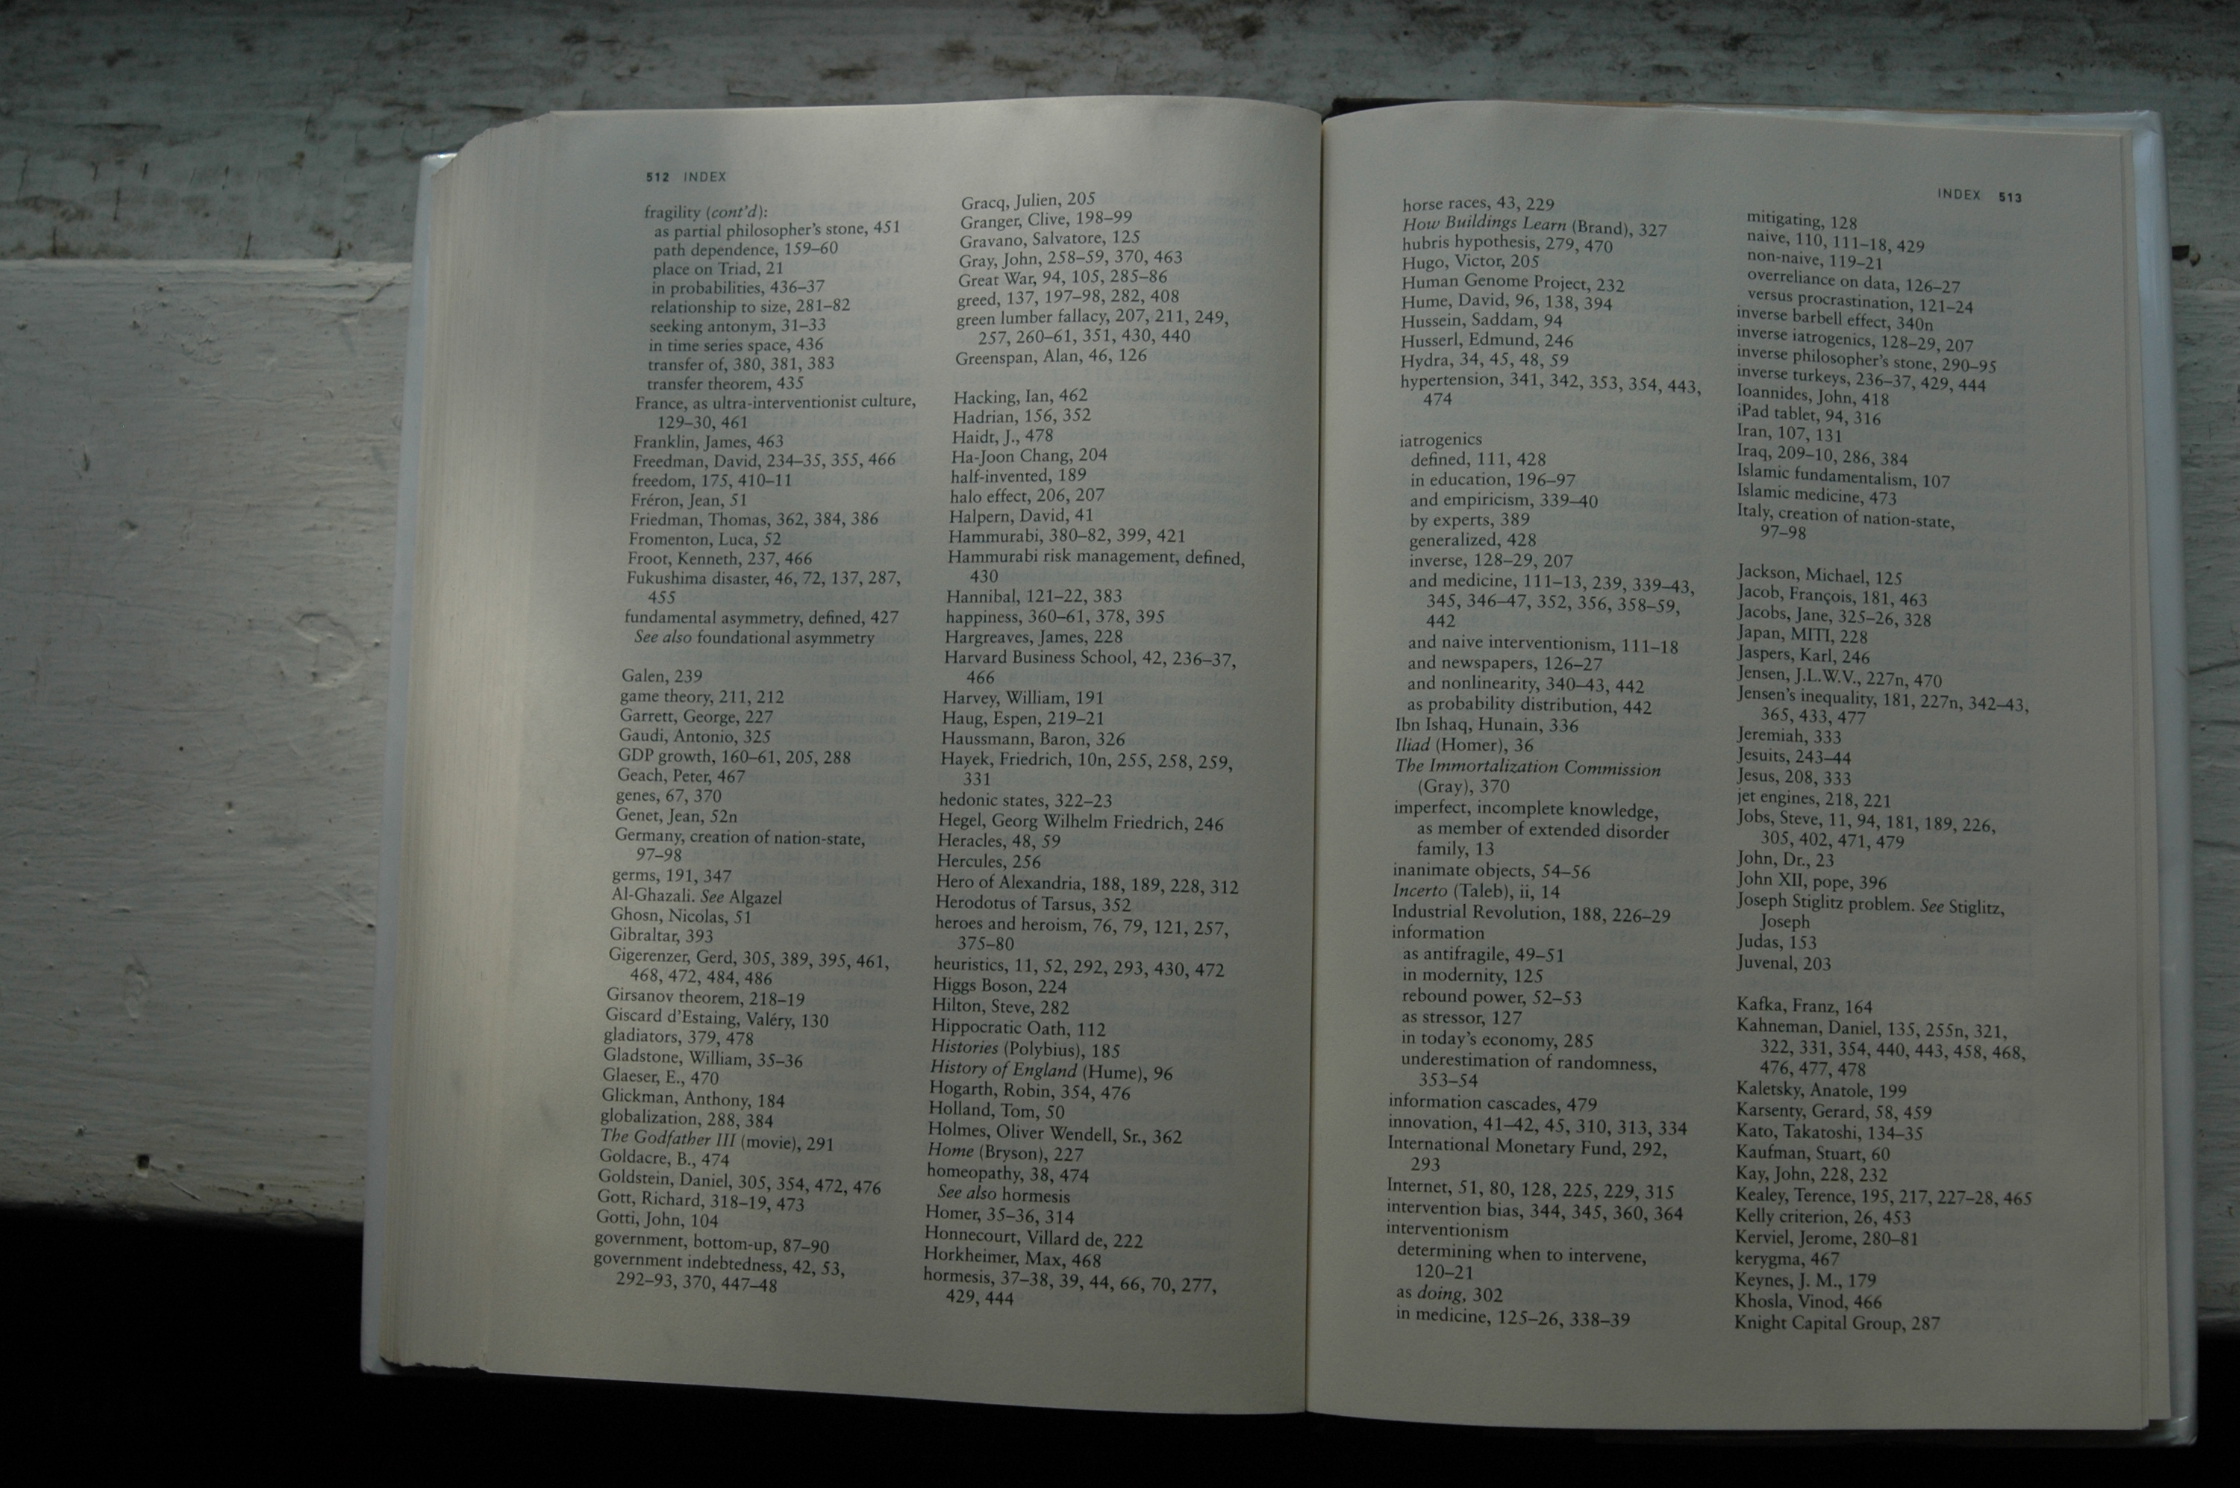 512 INDEX
fragility (cont'd):
as partial philosopher's stone, 451
path dependence, 159–60
place on Triad, 21
in probabilities, 436–37
relationship to size, 281–82
seeking antonym, 31–33
in time series space, 436
transfer of, 380, 381, 383
transfer theorem, 435
France, as ultra-interventionist culture,
129–30, 461
Franklin, James, 463
Freedman, David, 234–35, 355, 466
freedom, 175, 410–11
Fréron, Jean, 51
Friedman, Thomas, 362, 384, 386
Fromenton, Luca, 52
Froot, Kenneth, 237, 466
Fukushima disaster, 46, 72, 137, 287,
455
fundamental asymmetry, defined, 427
See also foundational asymmetry
Galen, 239
game theory, 211, 212
Garrett, George, 227
Gaudi, Antonio, 325
GDP growth, 160–61, 205, 288
Geach, Peter, 467
genes, 67, 370
Genet, Jean, 52n
Germany, creation of nation-state,
97–98
germs, 191, 347
Al-Ghazali. See Algazel
Ghosn, Nicolas, 51
Gibraltar, 393
Gigerenzer, Gerd, 305, 389, 395, 461,
468, 472, 484, 486
Girsanov theorem, 218–19
Giscard d'Estaing, Valéry, 130
gladiators, 379, 478
Gladstone, William, 35–36
Glaeser, E., 470
Glickman, Anthony, 184
globalization, 288, 384
The Godfather III (movie), 291
Goldacre, B., 474
Goldstein, Daniel, 305, 354, 472, 476
Gott, Richard, 318–19, 473
Gotti, John, 104
government, bottom-up, 87–90
government indebtedness, 42, 53,
292–93, 370, 447–48
Gracq, Julien, 205
Granger, Clive, 198–99
Gravano, Salvatore, 125
Gray, John, 258–59, 370, 463
Great War, 94, 105, 285–86
greed, 137, 197–98, 282, 408
green lumber fallacy, 207, 211, 249,
257, 260–61, 351, 430, 440
Greenspan, Alan, 46, 126
Hacking, Ian, 462
Hadrian, 156, 352
Haidt, J., 478
Ha-Joon Chang, 204
half-invented, 189
halo effect, 206, 207
Halpern, David, 41
Hammurabi, 380–82, 399, 421
Hammurabi risk management, defined,
430
Hannibal, 121–22, 383
happiness, 360–61, 378, 395
Hargreaves, James, 228
Harvard Business School, 42, 236–37,
466
Harvey, William, 191
Haug, Espen, 219–21
Haussmann, Baron, 326
Hayek, Friedrich, 10n, 255, 258, 259,
331
hedonic states, 322–23
Hegel, Georg Wilhelm Friedrich, 246
Heracles, 48, 59
Hercules, 256
Hero of Alexandria, 188, 189, 228, 312
Herodotus of Tarsus, 352
heroes and heroism, 76, 79, 121, 257,
375–80
heuristics, 11, 52, 292, 293, 430, 472
Higgs Boson, 224
Hilton, Steve, 282
Hippocratic Oath, 112
Histories (Polybius), 185
History of England (Hume), 96
Hogarth, Robin, 354, 476
Holland, Tom, 50
Holmes, Oliver Wendell, Sr., 362
Home (Bryson), 227
homeopathy, 38, 474
See also hormesis
Homer, 35–36, 314
Honnecourt, Villard de, 222
Horkheimer, Max, 468
hormesis, 37–38, 39, 44, 66, 70, 277,
429, 444
INDEX 513
horse races, 43, 229
How Buildings Learn (Brand), 327
hubris hypothesis, 279, 470
Hugo, Victor, 205
Human Genome Project, 232
Hume, David, 96, 138, 394
Hussein, Saddam, 94
Husserl, Edmund, 246
Hydra, 34, 45, 48, 59
hypertension, 341, 342, 353, 354, 443,
474
iatrogenics
defined, 111, 428
in education, 196–97
and empiricism, 339–40
by experts, 389
generalized, 428
inverse, 128–29, 207
and medicine, 111–13, 239, 339–43,
345, 346–47, 352, 356, 358–59,
442
and naive interventionism, 111–18
and newspapers, 126–27
and nonlinearity, 340–43, 442
as probability distribution, 442
Ibn Ishaq, Hunain, 336
Iliad (Homer), 36
The Immortalization Commission
(Gray), 370
imperfect, incomplete knowledge,
as member of extended disorder
family, 13
inanimate objects, 54–56
Incerto (Taleb), ii, 14
Industrial Revolution, 188, 226–29
information
as antifragile, 49–51
in modernity, 125
rebound power, 52–53
as stressor, 127
in today's economy, 285
underestimation of randomness,
353–54
information cascades, 479
innovation, 41–42, 45, 310, 313, 334
International Monetary Fund, 292,
293
Internet, 51, 80, 128, 225, 229, 315
intervention bias, 344, 345, 360, 364
interventionism
determining when to intervene,
120–21
as doing, 302
in medicine, 125–26, 338–39
mitigating, 128
naive, 110, 111–18, 429
non-naive, 119–21
overreliance on data, 126–27
versus procrastination, 121–24
inverse barbell effect, 340n
inverse iatrogenics, 128–29, 207
inverse philosopher's stone, 290–95
inverse turkeys, 236–37, 429, 444
Ioannides, John, 418
iPad tablet, 94, 316
Iran, 107, 131
Iraq, 209–10, 286, 384
Islamic fundamentalism, 107
Islamic medicine, 473
Italy, creation of nation-state,
97–98
Jackson, Michael, 125
Jacob, François, 181, 463
Jacobs, Jane, 325–26, 328
Japan, MITI, 228
Jaspers, Karl, 246
Jensen, J.L.W.V., 227n, 470
Jensen's inequality, 181, 227n, 342–43,
365, 433, 477
Jeremiah, 333
Jesuits, 243–44
Jesus, 208, 333
jet engines, 218, 221
Jobs, Steve, 11, 94, 181, 189, 226,
305, 402, 471, 479
John, Dr., 23
John XII, pope, 396
Joseph Stiglitz problem. See Stiglitz,
Joseph
Judas, 153
Juvenal, 203
Kafka, Franz, 164
Kahneman, Daniel, 135, 255n, 321,
322, 331, 354, 440, 443, 458, 468,
476, 477, 478
Kaletsky, Anatole, 199
Karsenty, Gerard, 58, 459
Kato, Takatoshi, 134–35
Kaufman, Stuart, 60
Kay, John, 228, 232
Kealey, Terence, 195, 217, 227–28, 465
Kelly criterion, 26, 453
Kerviel, Jerome, 280–81
kerygma, 467
Keynes, J. M., 179
Khosla, Vinod, 466
Knight Capital Group, 287